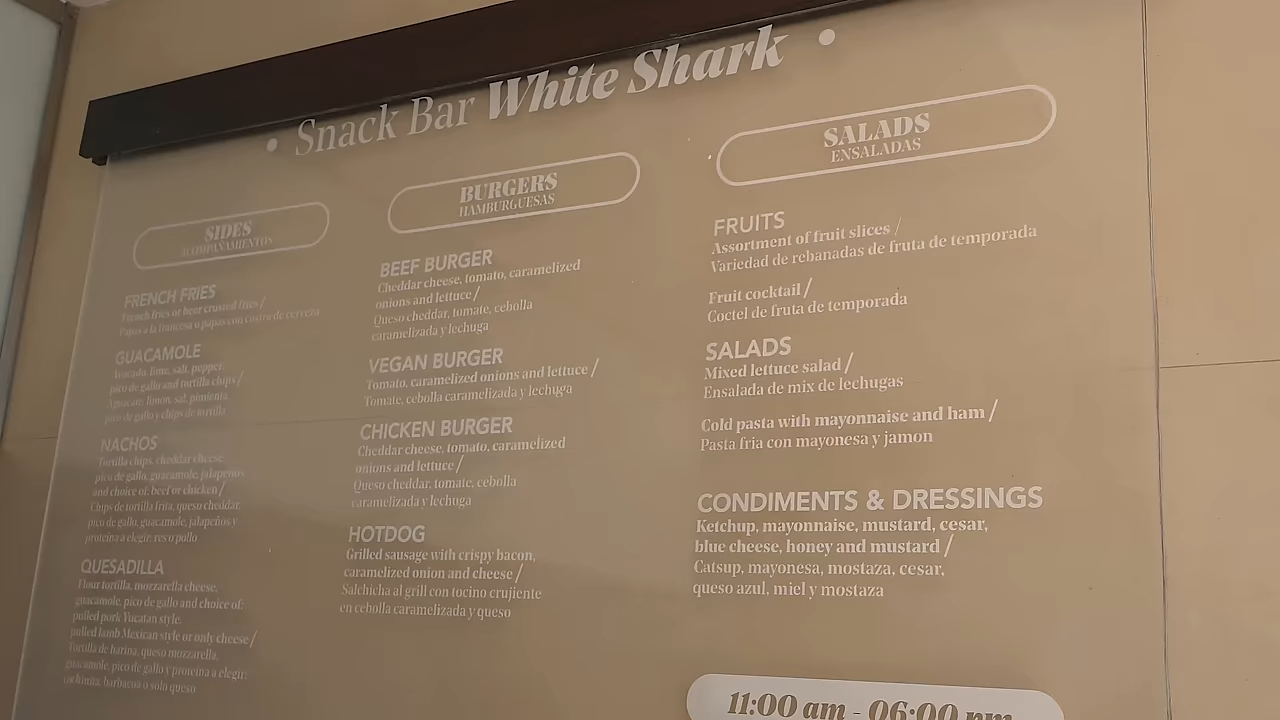 • Snack Bar White Shark •
SIDES
ACOMPAÑAMIENTOS
FRENCH FRIES
French fries or beer crusted fries /
Papas a la francesa o papas con costra de cerveza
GUACAMOLE
Avocado, lime, salt, pepper,
pico de gallo and tortilla chips /
Aguacate, limon, sal, pimienta,
pico de gallo y chips de tortilla
NACHOS
Tortilla chips, cheddar cheese
pico de gallo, guacamole, jalapeños
and choice of: beef or chicken /
Chips de tortilla frita, queso cheddar,
pico de gallo, guacamole, jalapeños y
proteina a elegir: res o pollo
QUESADILLA
Flour tortilla, mozzarella cheese,
guacamole, pico de gallo and choice of:
pulled pork Yucatan style,
pulled lamb Mexican style or only cheese /
Tortilla de harina, queso mozzarella,
guacamole, pico de gallo y proteina a elegir:
cochinita, barbacoa o solo queso
BURGERS
HAMBURGUESAS
BEEF BURGER
Cheddar cheese, tomato, caramelized
onions and lettuce /
Queso cheddar, tomate, cebolla
caramelizada y lechuga
VEGAN BURGER
Tomato, caramelized onions and lettuce /
Tomate, cebolla caramelizada y lechuga
CHICKEN BURGER
Cheddar cheese, tomato, caramelized
onions and lettuce /
Queso cheddar, tomate, cebolla
caramelizada y lechuga
HOTDOG
Grilled sausage with crispy bacon,
caramelized onion and cheese /
Salchicha al grill con tocino crujiente
en cebolla caramelizada y queso
SALADS
ENSALADAS
FRUITS
Assortment of fruit slices /
Variedad de rebanadas de fruta de temporada
Fruit cocktail /
Coctel de fruta de temporada
SALADS
Mixed lettuce salad /
Ensalada de mix de lechugas
Cold pasta with mayonnaise and ham /
Pasta fria con mayonesa y jamon
CONDIMENTS & DRESSINGS
Ketchup, mayonnaise, mustard, cesar,
blue cheese, honey and mustard /
Catsup, mayonesa, mostaza, cesar,
queso azul, miel y mostaza
11:00 am - 06:00 pm